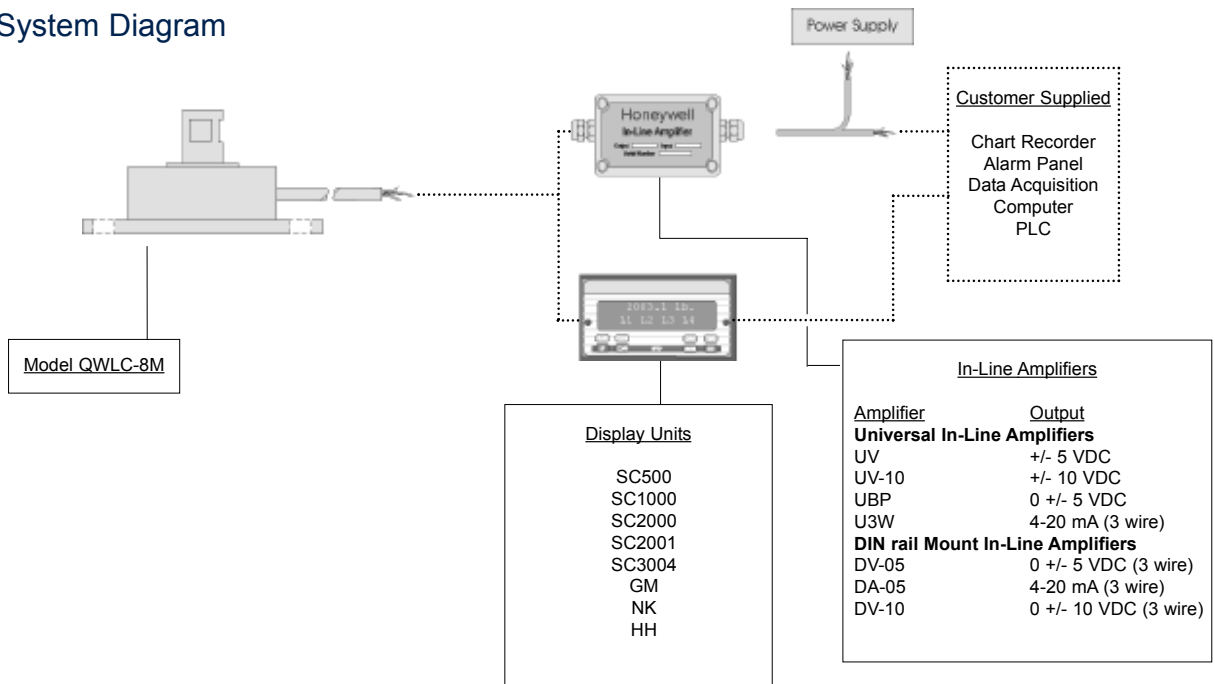 System Diagram
Power Supply
Honeywell
In-Line Amplifier
Output Input
Serial Number
Customer Supplied
Chart Recorder
Alarm Panel
Data Acquisition
Computer
PLC
Model QWLC-8M
Display Units
SC500
SC1000
SC2000
SC2001
SC3004
GM
NK
HH
In-Line Amplifiers
Amplifier Output
Universal In-Line Amplifiers
UV +/- 5 VDC
UV-10 +/- 10 VDC
UBP 0 +/- 5 VDC
U3W 4-20 mA (3 wire)
DIN rail Mount In-Line Amplifiers
DV-05 0 +/- 5 VDC (3 wire)
DA-05 4-20 mA (3 wire)
DV-10 0 +/- 10 VDC (3 wire)